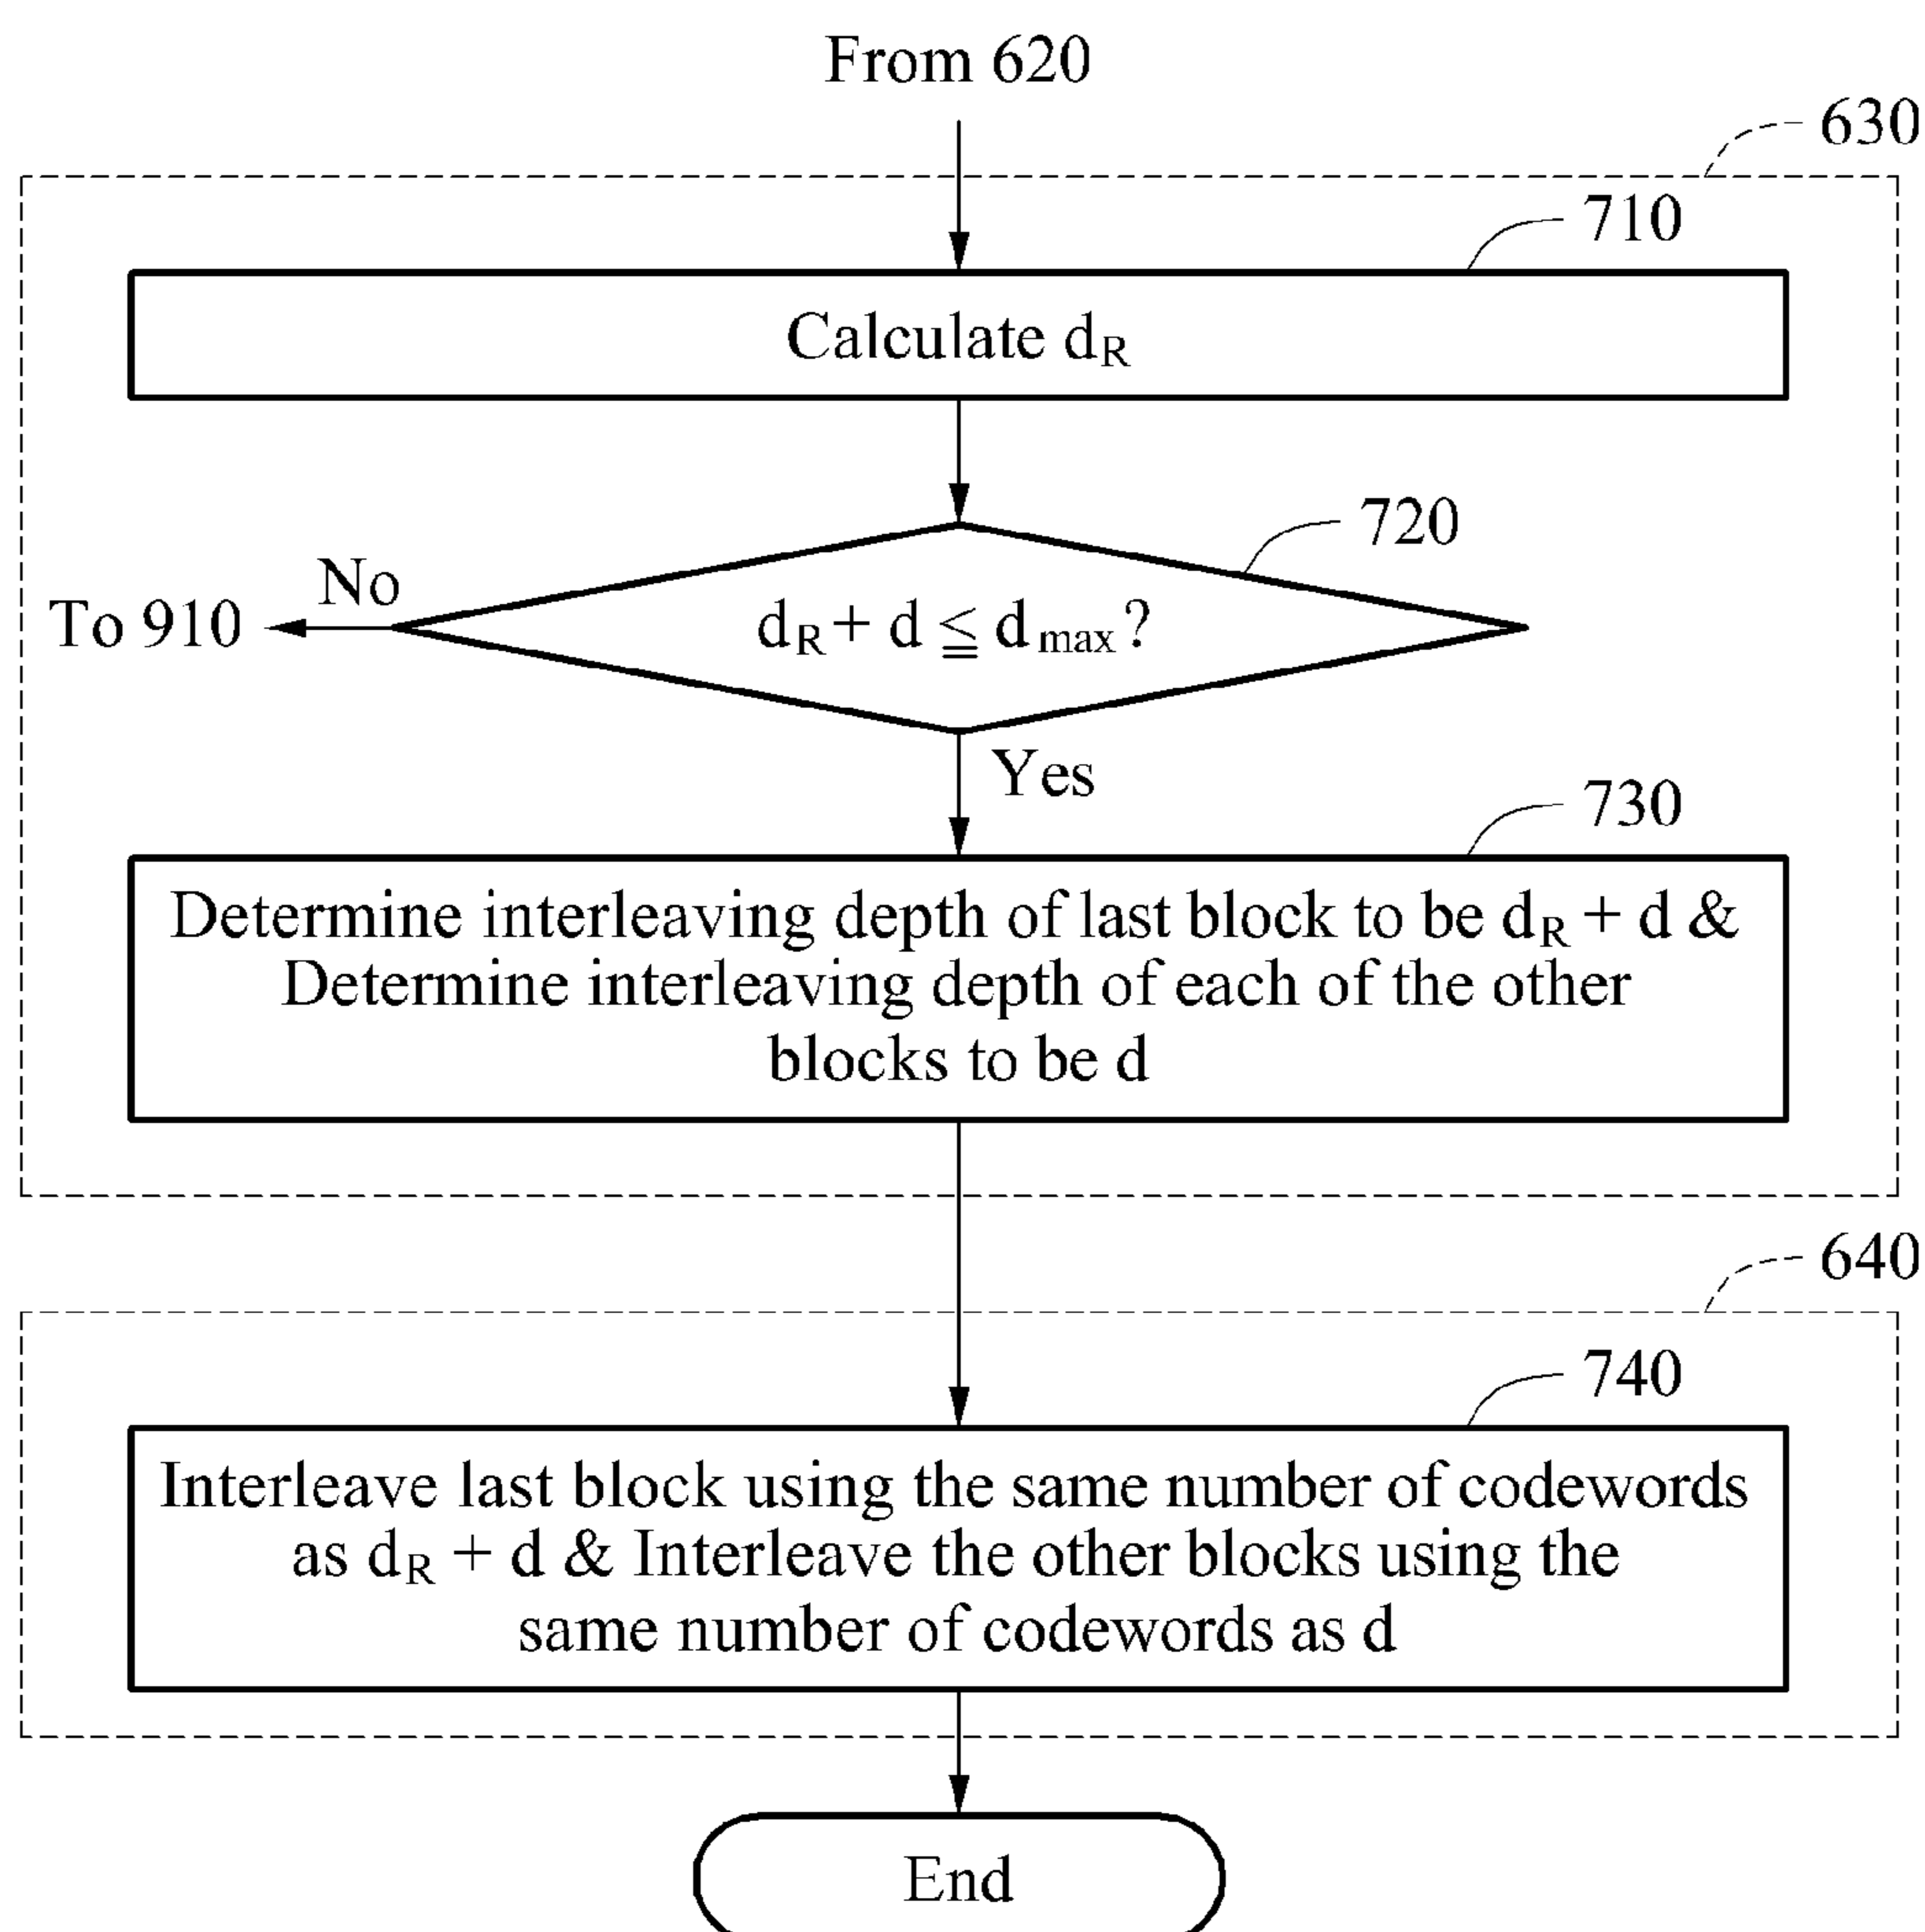 From 620
630
710
Calculate dR
720
No
To 910
dR + d ≦ dmax?
Yes
730
Determine interleaving depth of last block to be dR + d &
Determine interleaving depth of each of the other
blocks to be d
640
740
Interleave last block using the same number of codewords
as dR + d & Interleave the other blocks using the
same number of codewords as d
End